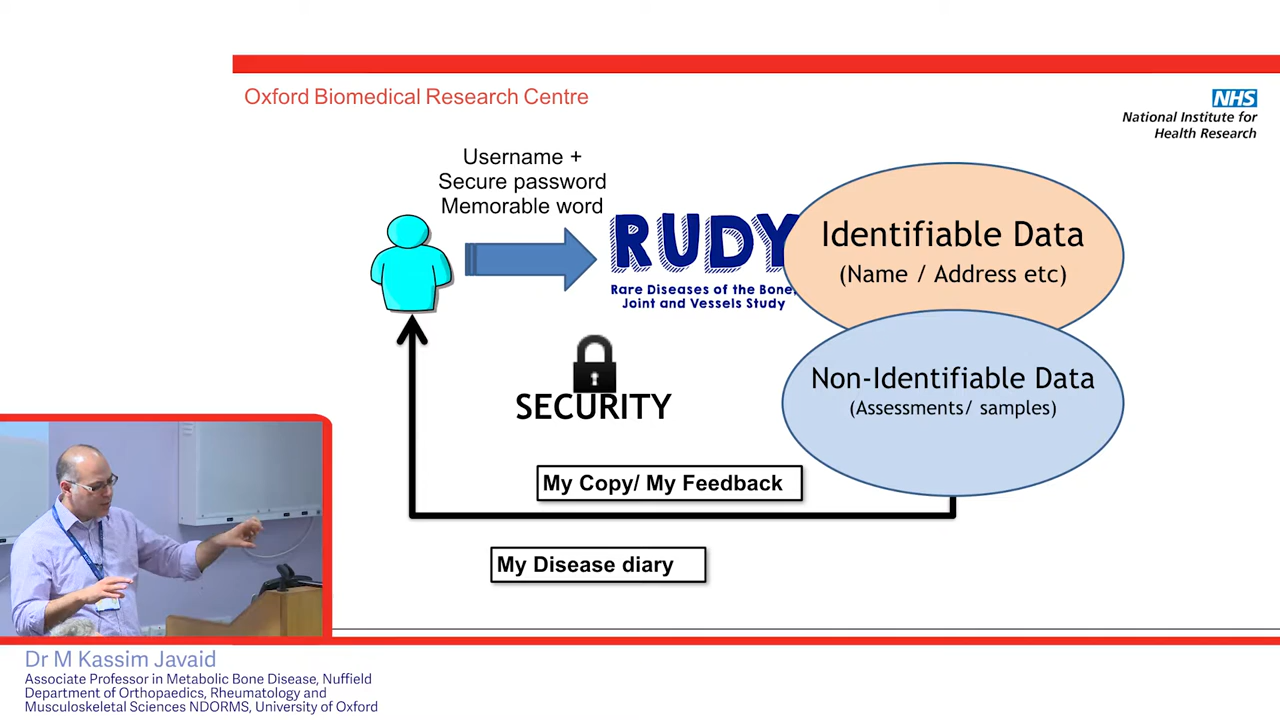 Oxford Biomedical Research Centre
NHS
National Institute for
Health Research
Username +
Secure password
Memorable word
RUDY
Rare Diseases of the Bone,
Joint and Vessels Study
Identifiable Data
(Name / Address etc)
Non-Identifiable Data
(Assessments/ samples)
SECURITY
My Copy/ My Feedback
My Disease diary
Dr M Kassim Javaid
Associate Professor in Metabolic Bone Disease, Nuffield
Department of Orthopaedics, Rheumatology and
Musculoskeletal Sciences NDORMS, University of Oxford